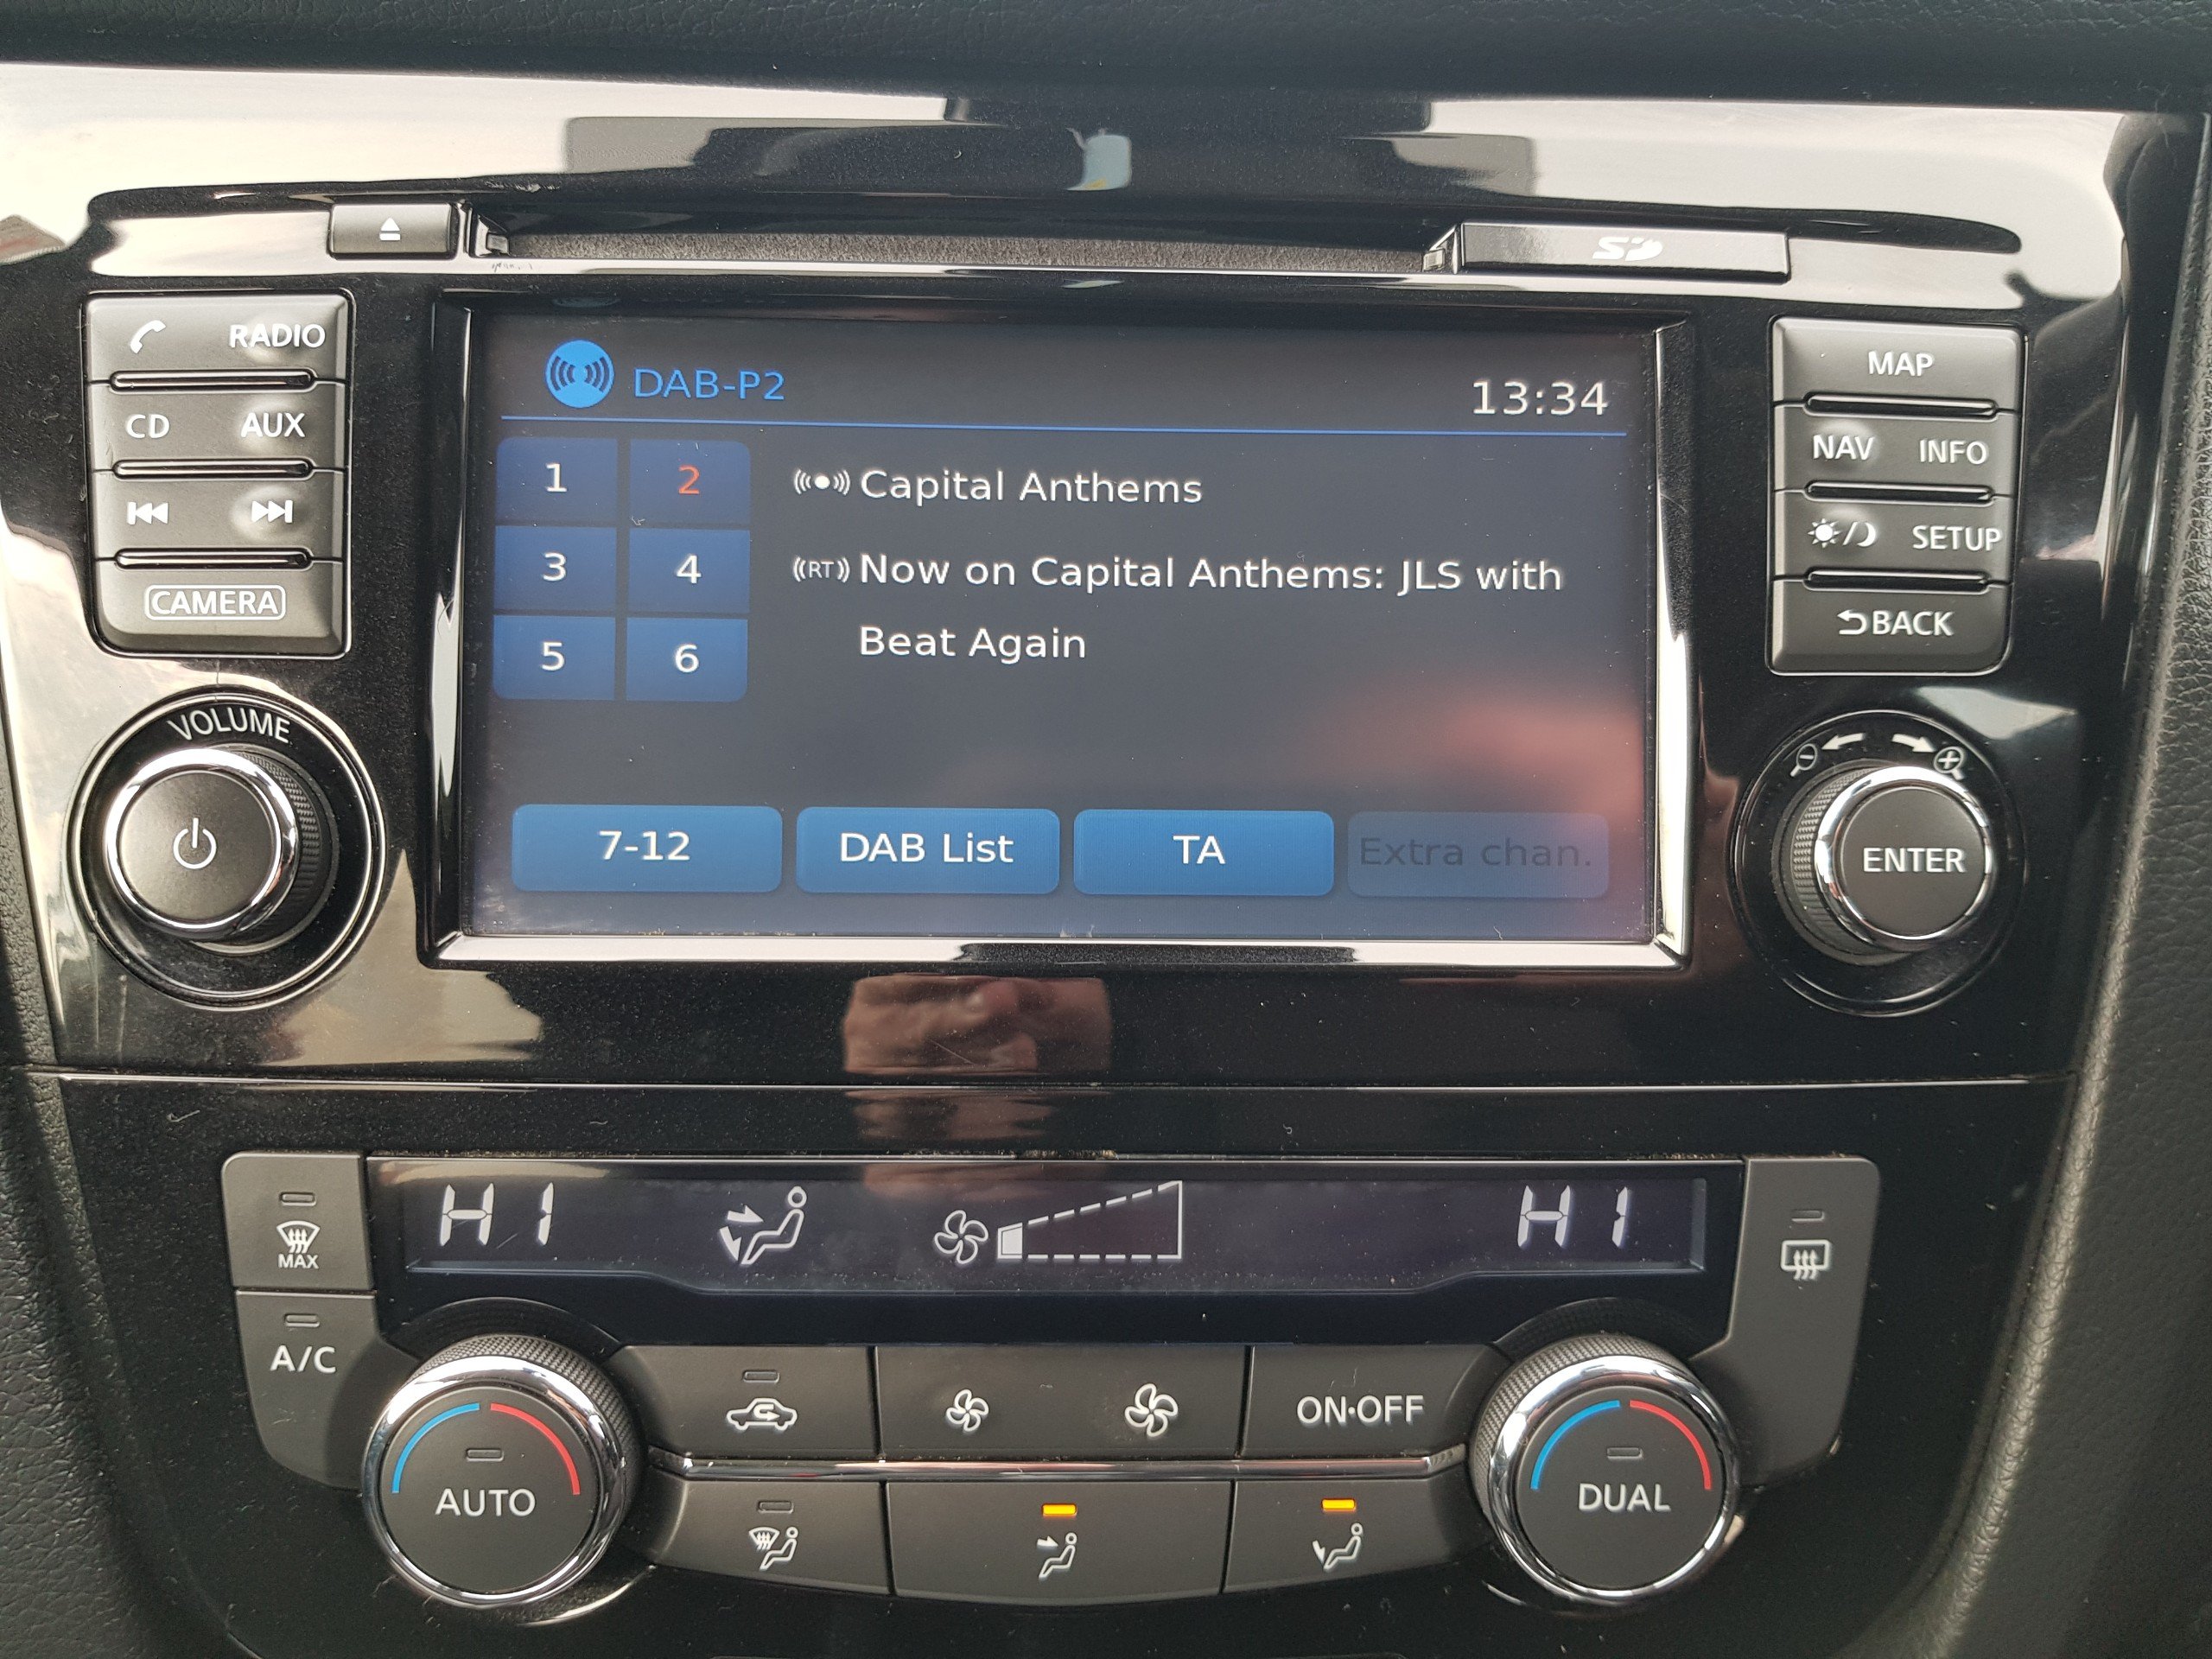 SD
RADIO
CD AUX
CAMERA
VOLUME
DAB-P2 13:34
1 2
3 4
5 6
Capital Anthems
((RT)) Now on Capital Anthems: JLS with
Beat Again
7-12 DAB List TA Extra chan.
MAP
NAV INFO
SETUP
BACK
ENTER
MAX
HI HI
A/C
ON·OFF
AUTO
DUAL